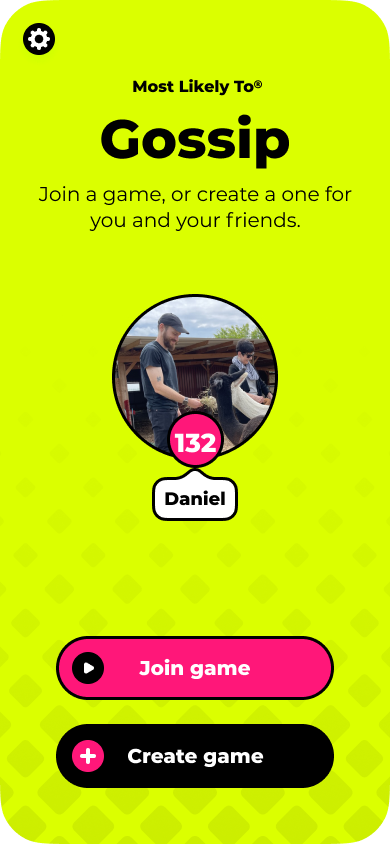 Most Likely To®
Gossip
Join a game, or create a one for
you and your friends.
132
Daniel
Join game
Create game